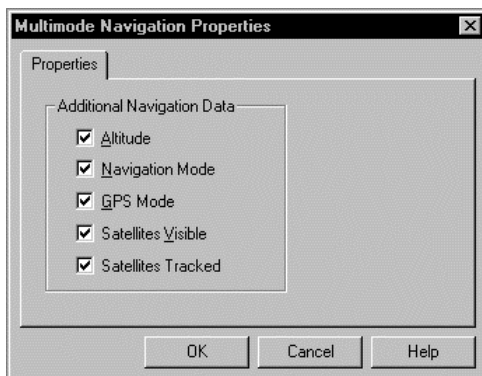 Multimode Navigation Properties
Properties
Additional Navigation Data
Altitude
Navigation Mode
GPS Mode
Satellites Visible
Satellites Tracked
OK Cancel Help